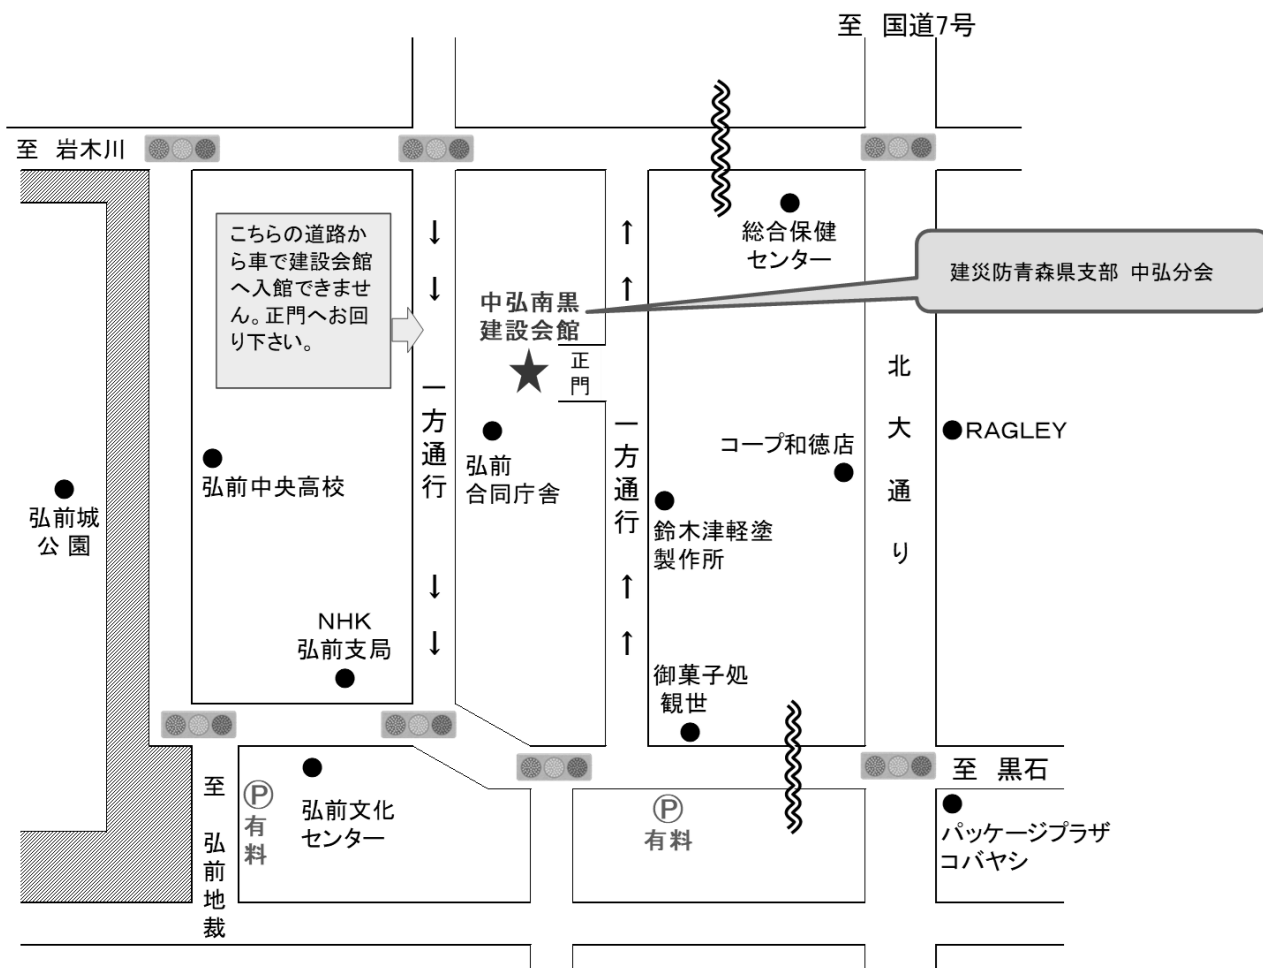 至 国道7号
至 岩木川
こちらの道路か
ら車で建設会館
へ入館できませ
ん。正門へお回
り下さい。
総合保健
センター
建災防青森県支部 中弘分会
中弘南黒
建設会館
正門
一方通行
一方通行
北大通り
RAGLEY
コープ和徳店
弘前
合同庁舎
弘前中央高校
弘前城
公園
鈴木津軽塗
製作所
NHK
弘前支局
御菓子処
観世
至 黒石
至 弘前地裁
P
有料
弘前文化
センター
P
有料
パッケージプラザ
コバヤシ